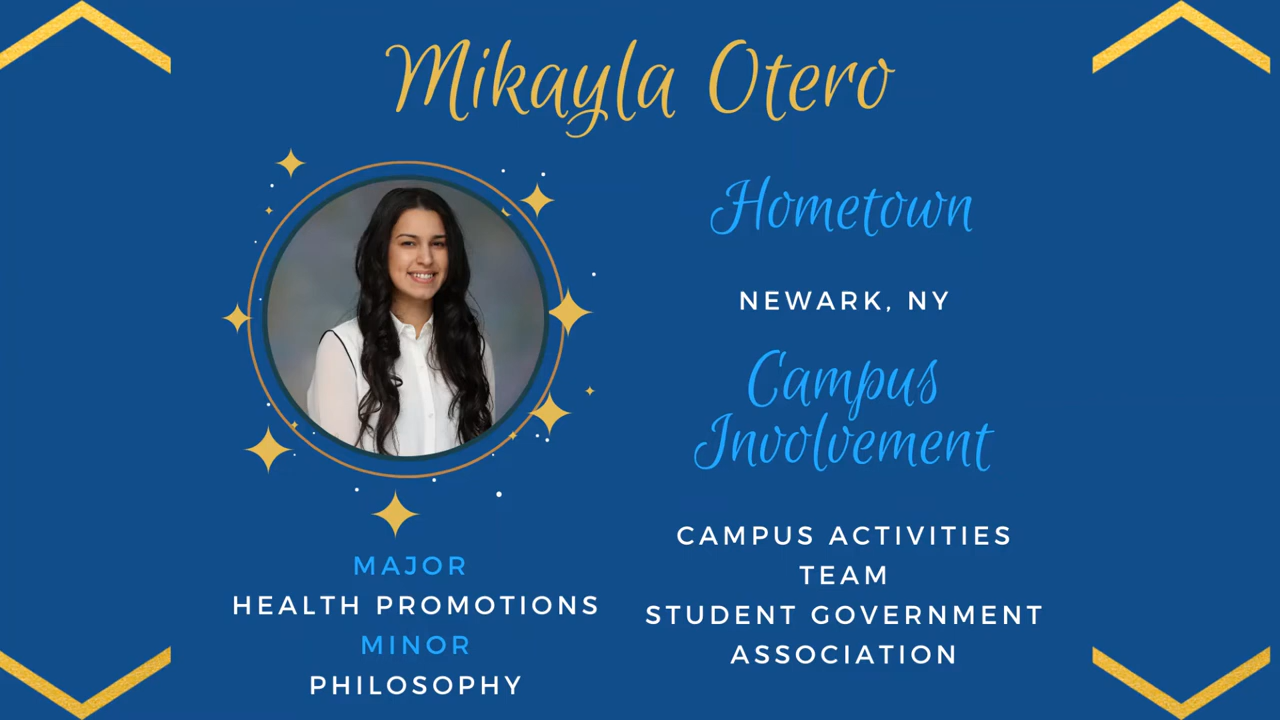 Mikayla Otero
Hometown
NEWARK, NY
Campus
Involvement
CAMPUS ACTIVITIES
TEAM
STUDENT GOVERNMENT
ASSOCIATION
MAJOR
HEALTH PROMOTIONS
MINOR
PHILOSOPHY